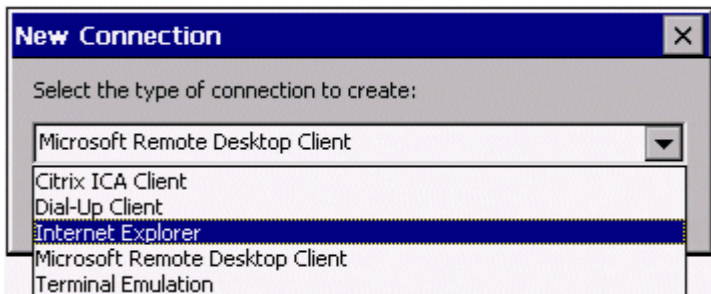 New Connection
Select the type of connection to create:
Microsoft Remote Desktop Client
Citrix ICA Client
Dial-Up Client
Internet Explorer
Microsoft Remote Desktop Client
Terminal Emulation